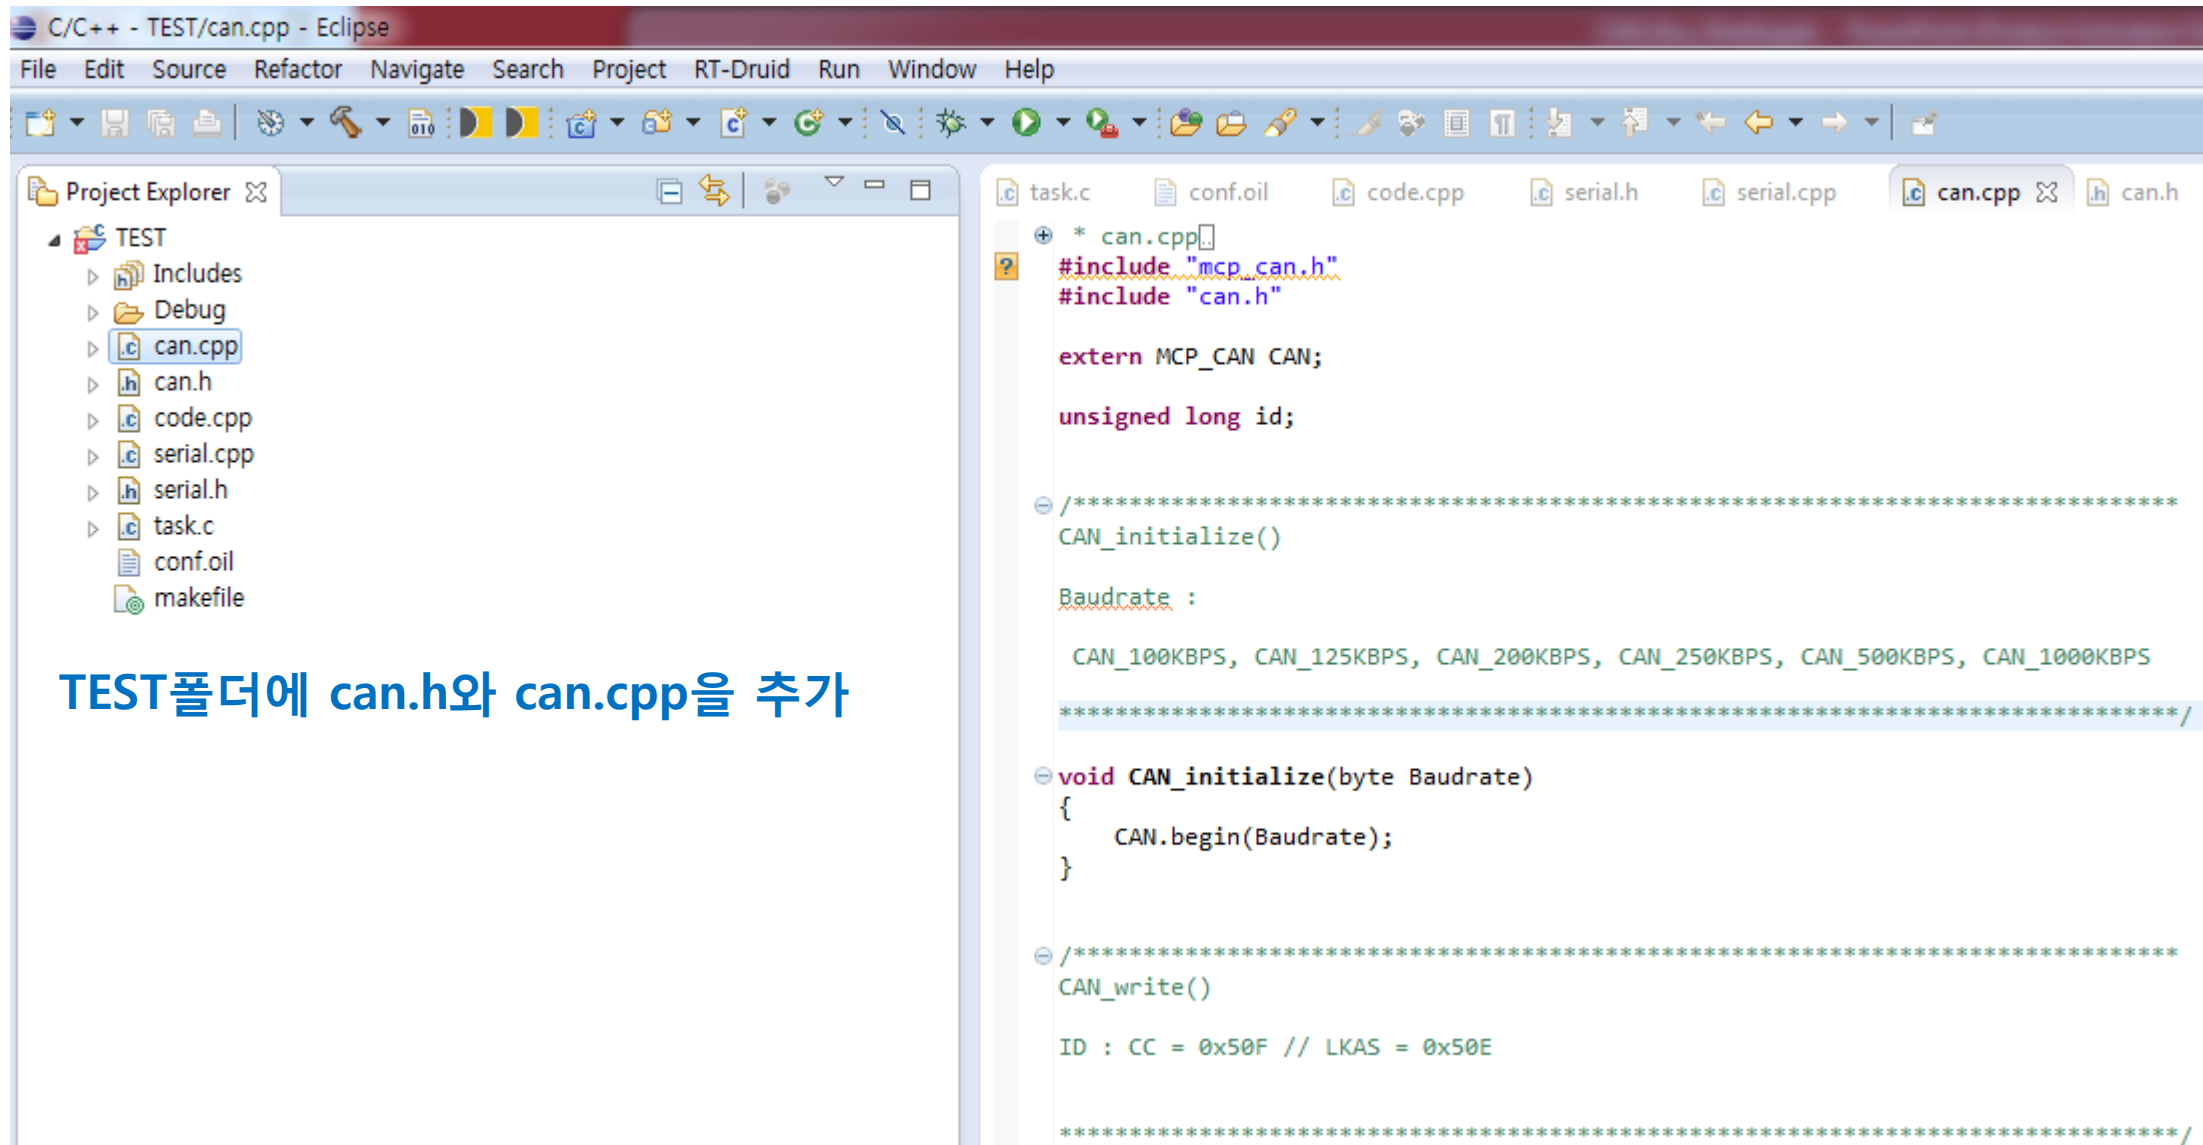 C/C++ - TEST/can.cpp - Eclipse
File Edit Source Refactor Navigate Search Project RT-Druid Run Window Help
Project Explorer
TEST
Includes
Debug
can.cpp
can.h
code.cpp
serial.cpp
serial.h
task.c
conf.oil
makefile
TEST폴더에 can.h와 can.cpp을 추가
task.c conf.oil code.cpp serial.h serial.cpp can.cpp can.h
* can.cpp..
#include "mcp_can.h"
#include "can.h"
extern MCP_CAN CAN;
unsigned long id;
/*******************************************************************************
CAN_initialize()
Baudrate :
CAN_100KBPS, CAN_125KBPS, CAN_200KBPS, CAN_250KBPS, CAN_500KBPS, CAN_1000KBPS
********************************************************************************/
void CAN_initialize(byte Baudrate)
{
CAN.begin(Baudrate);
}
/*******************************************************************************
CAN_write()
ID : CC = 0x50F // LKAS = 0x50E
********************************************************************************/